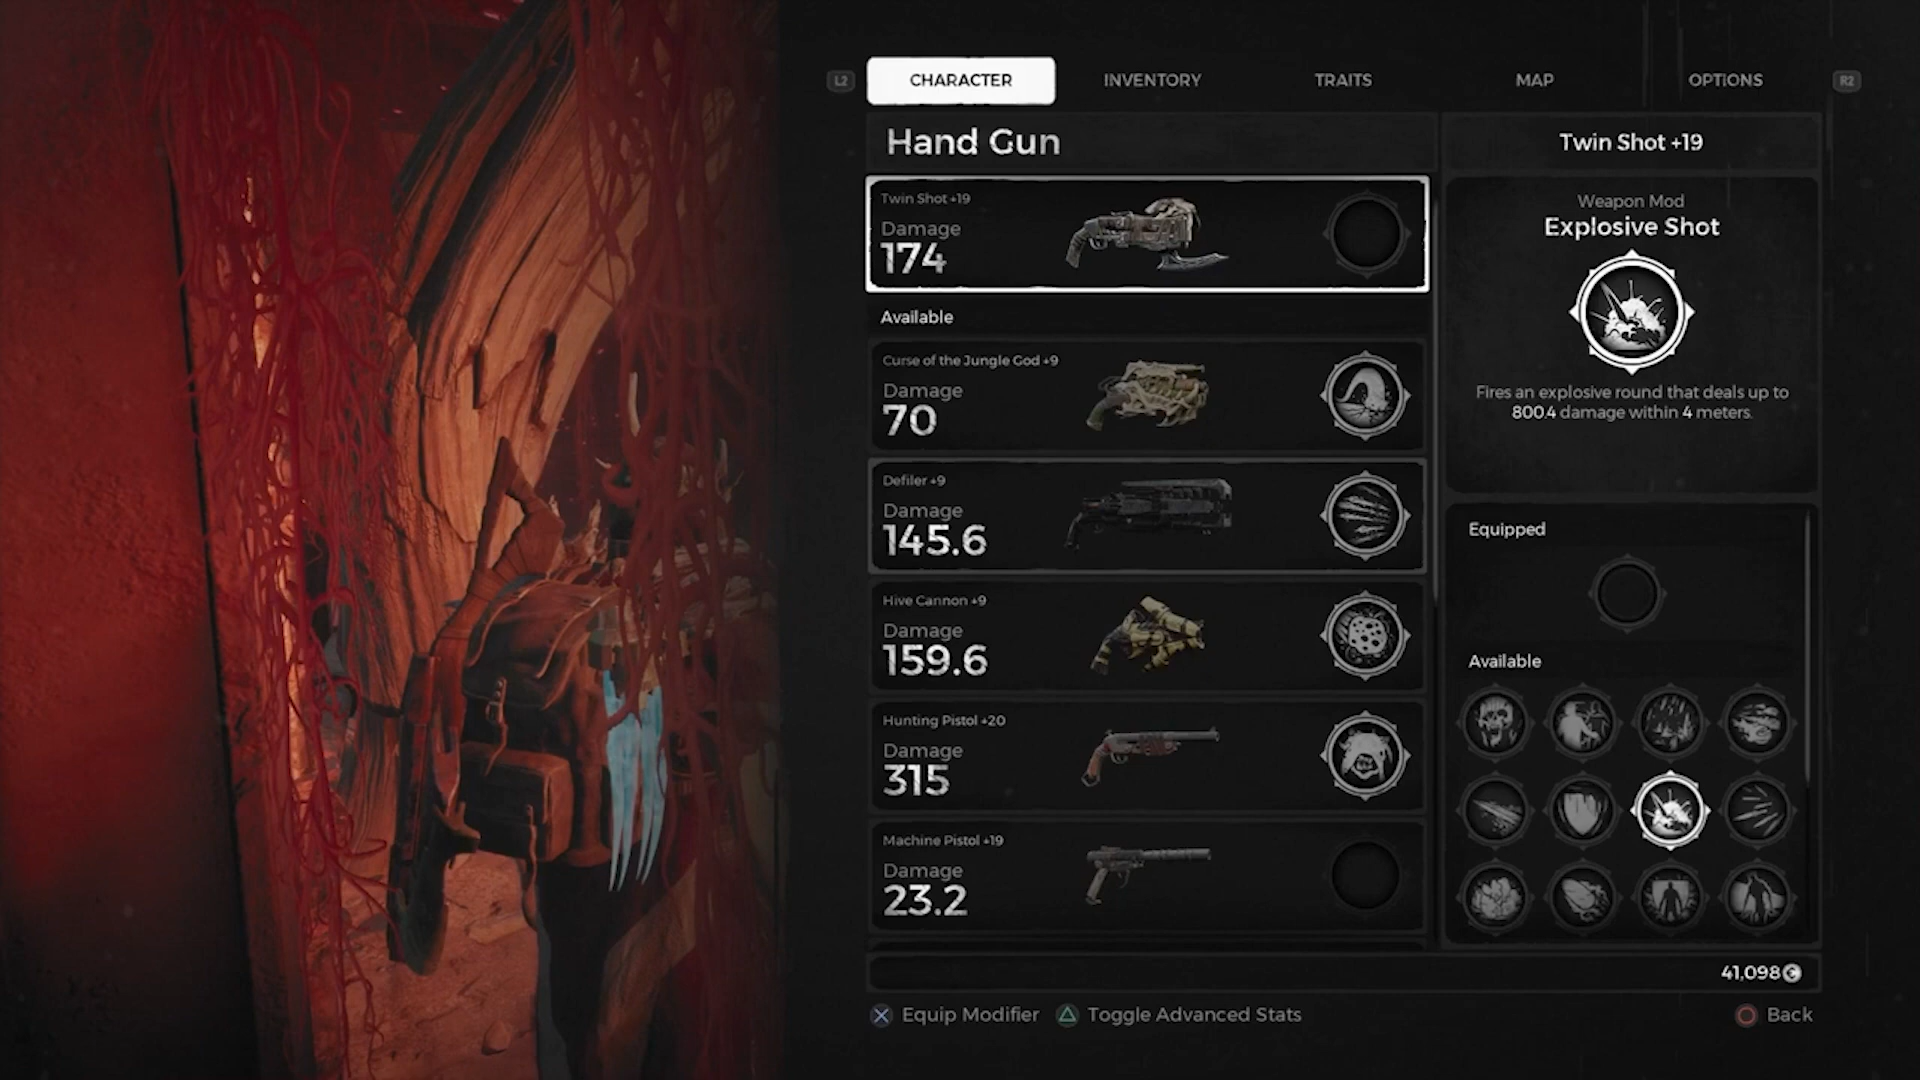 L2
CHARACTER
INVENTORY
TRAITS
MAP
OPTIONS
R2
Hand Gun
Twin Shot +19
Damage
174
Available
Curse of the Jungle God +9
Damage
70
Defiler +9
Damage
145.6
Hive Cannon +9
Damage
159.6
Hunting Pistol +20
Damage
315
Machine Pistol +19
Damage
23.2
Twin Shot +19
Weapon Mod
Explosive Shot
Fires an explosive round that deals up to
800.4 damage within 4 meters.
Equipped
Available
41,098
Equip Modifier
Toggle Advanced Stats
Back